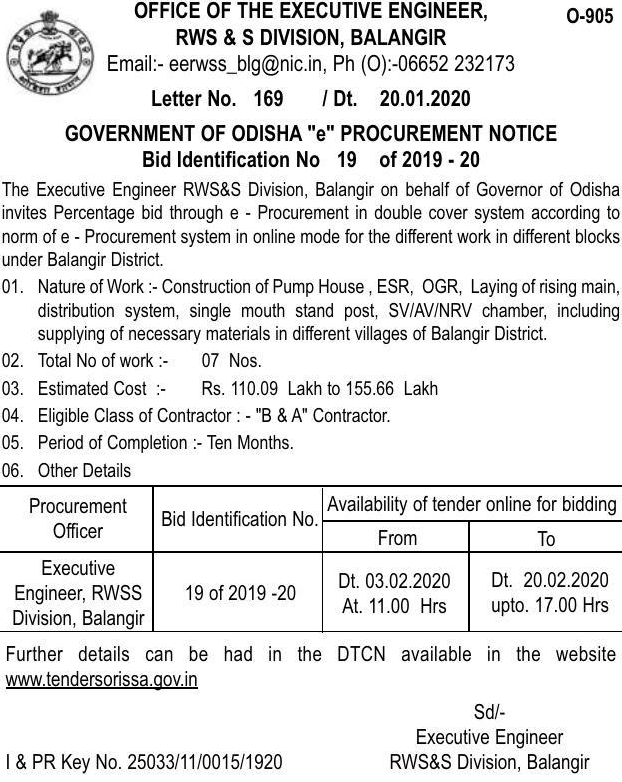 OFFICE OF THE EXECUTIVE ENGINEER,
O-905
RWS & S DIVISION, BALANGIR
Email:- eerwss_blg@nic.in, Ph (O):-06652 232173
Letter No. 169 / Dt. 20.01.2020
GOVERNMENT OF ODISHA "e" PROCUREMENT NOTICE
Bid Identification No 19 of 2019 - 20
The Executive Engineer RWS&S Division, Balangir on behalf of Governor of Odisha
invites Percentage bid through e - Procurement in double cover system according to
norm of e - Procurement system in online mode for the different work in different blocks
under Balangir District.
01. Nature of Work :- Construction of Pump House , ESR, OGR, Laying of rising main,
distribution system, single mouth stand post, SV/AV/NRV chamber, including
supplying of necessary materials in different villages of Balangir District.
02. Total No of work :- 07 Nos.
03. Estimated Cost :- Rs. 110.09 Lakh to 155.66 Lakh
04. Eligible Class of Contractor : - "B & A" Contractor.
05. Period of Completion :- Ten Months.
06. Other Details
Procurement
Officer
Bid Identification No.
Availability of tender online for bidding
From
To
Executive
Engineer, RWSS
Division, Balangir
19 of 2019 -20
Dt. 03.02.2020
At. 11.00 Hrs
Dt. 20.02.2020
upto. 17.00 Hrs
Further details can be had in the DTCN available in the website
www.tendersorissa.gov.in
Sd/-
Executive Engineer
I & PR Key No. 25033/11/0015/1920
RWS&S Division, Balangir